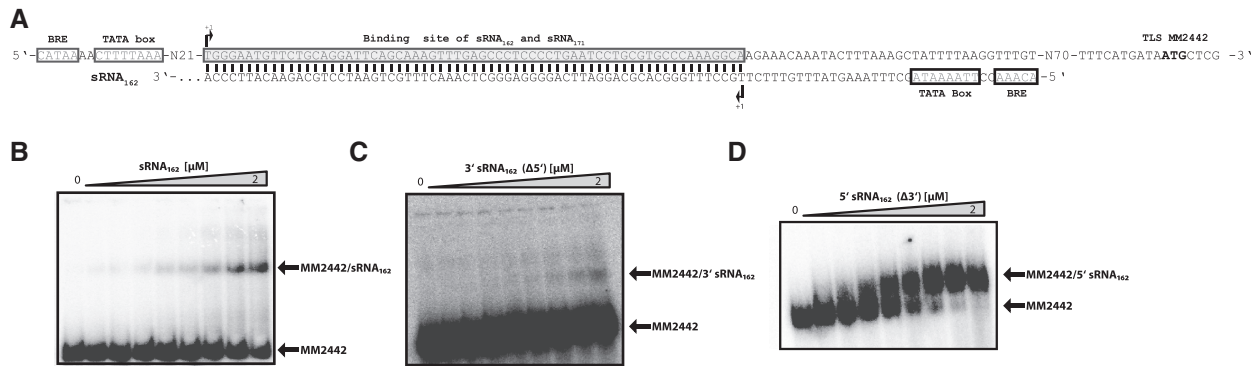 A
BRE TATA box +1 Binding site of sRNA162 and sRNA171 TLS MM2442
5'-CATAAAACTTTTAAA-N21-TGGGAATGTTCTGCAGGATTCAGCAAAGTTTGAGCCCTCCCCTGAATCCTGCGTGCCCAAAGGCAAGAAACAAATACTTTAAAGCTATTTTAAGGTTTGT-N70-TTTCATGATAATGCTCG -3'
sRNA162 3'-...ACCCTTACAAGACGTCCTAAGTCGTTTCAAACTCGGGAGGGGACTTAGGACGCACGGGTTTCCGTTCTTTGTTTATGAAATTTCGATAAAATTCCAAACA-5'
+1 TATA Box BRE
B
sRNA162 [µM]
0 2
MM2442/sRNA162
MM2442
C
3' sRNA162 (Δ5') [µM]
0 2
MM2442/3' sRNA162
MM2442
D
5' sRNA162 (Δ3') [µM]
0 2
MM2442/5' sRNA162
MM2442